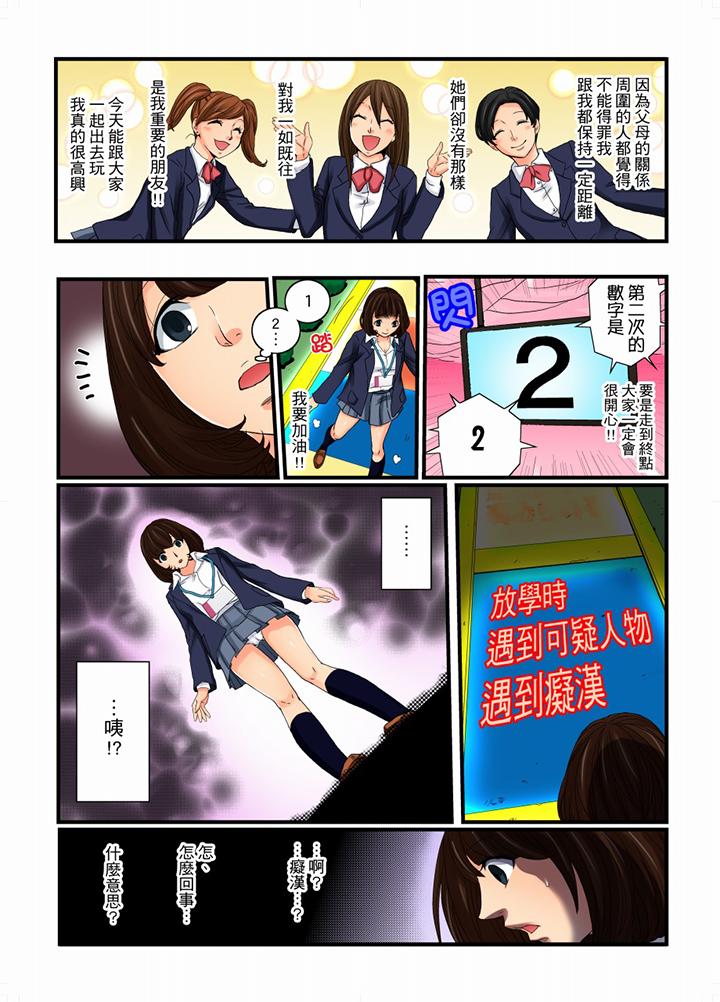 因為父母的關係
周圍的人都覺得
不能得罪我
跟我都保持一定距離
她們卻沒有那樣
對我一如既往
是我重要的朋友!!
今天能跟大家
一起出去玩
我真的很高興
第二次的
數字是
2
閃
2
要是走到終點
大家一定會
很開心!!
1
2…
踏
我要加油!!
放學時
遇到可疑人物
遇到癡漢
……
…咦!?
…啊?
…癡漢…?
怎、
怎麼回事…
什麼意思?